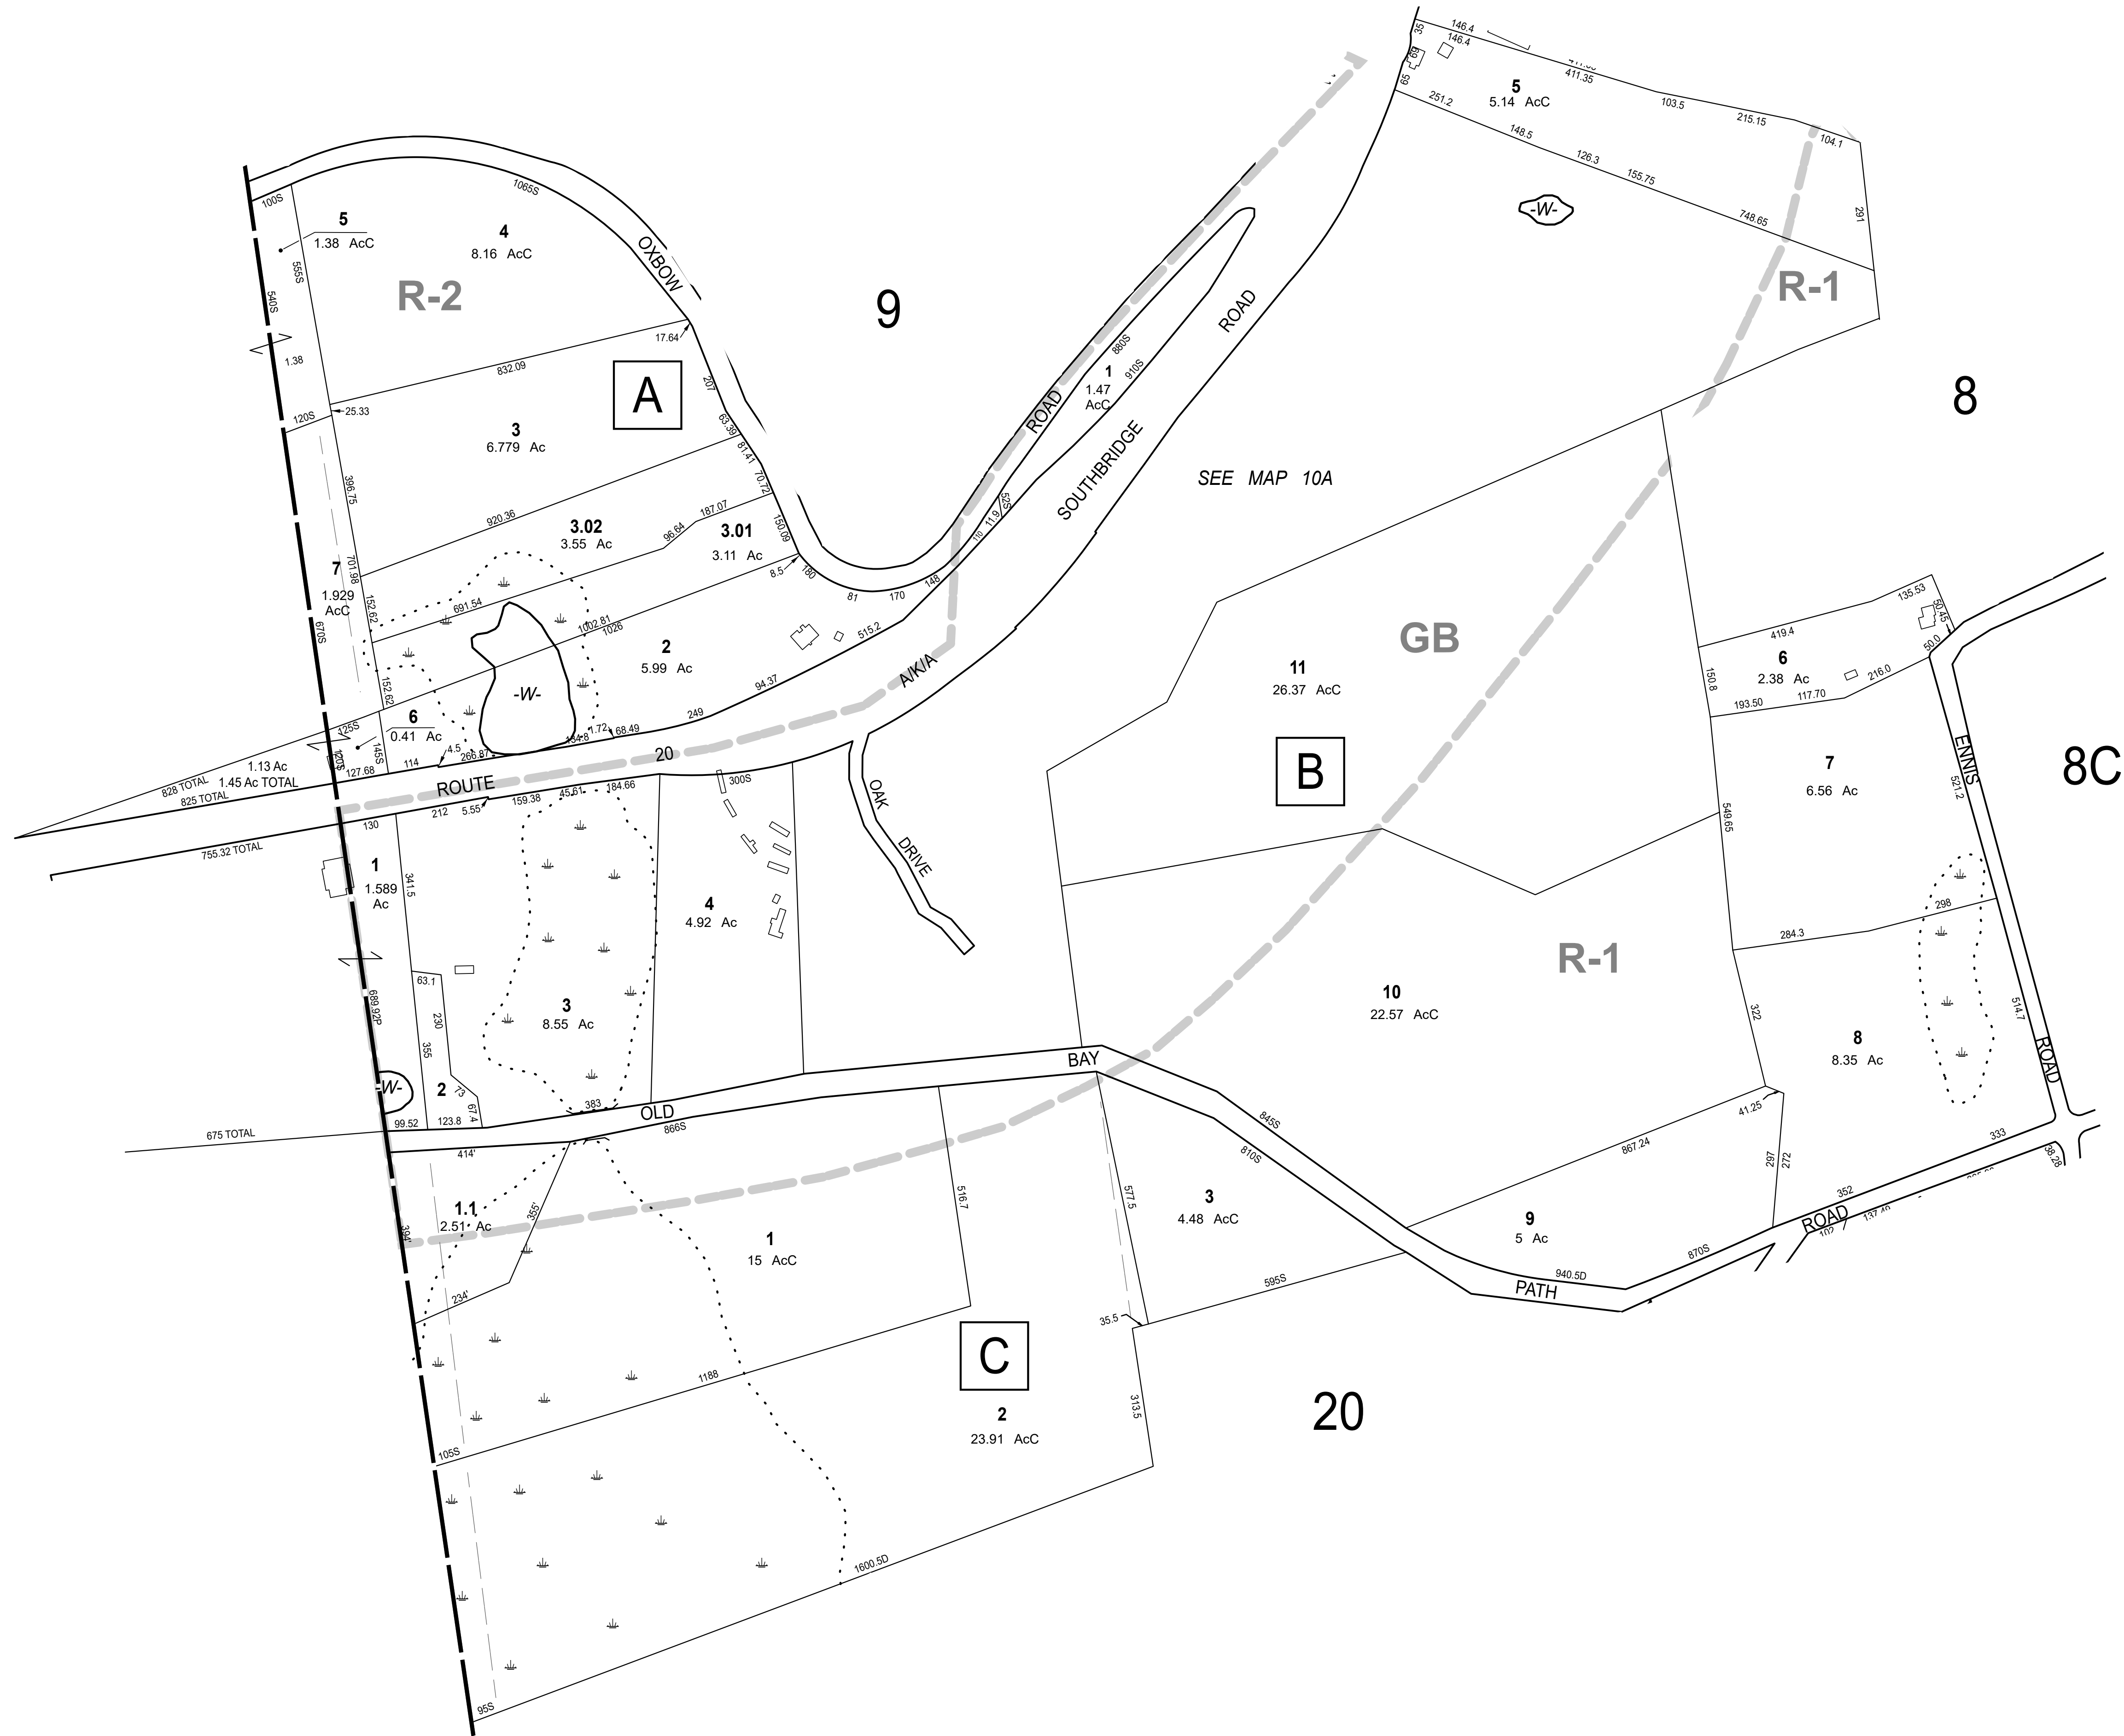 146.4
35
146.4
69
411.35
65
5
5.14 AcC
251.2
103.5
215.15
104.1
148.5
126.3
155.75
748.65
291
-W-
R-1
100S
1065S
5
1.38 AcC
4
8.16 AcC
555S
540S
R-2
OXBOW
9
17.64
1.38
832.09
25.33
120S
A
207
3
6.779 Ac
63.39
81.41
70.72
396.75
920.36
187.07
96.64
3.02
3.55 Ac
3.01
3.11 Ac
150.09
8.5
180
81
170
148
110
11.9
52S
ROAD
880S
1
1.47
AcC
910S
SOUTHBRIDGE
ROAD
SEE MAP 10A
8
7
1.929
AcC
701.98
152.62
670S
691.54
1002.81
1026
515.2
2
5.99 Ac
-W-
152.62
A/K/A
94.37
249
125S
6
0.41 Ac
120S
145S
4.5
127.68
114
266.87
1.72
68.49
1.13 Ac
1.45 Ac TOTAL
828 TOTAL
825 TOTAL
ROUTE
20
755.32 TOTAL
130
212
5.55
159.38
45.61
184.66
300S
OAK
DRIVE
GB
11
26.37 AcC
B
135.53
50.45
419.4
50.0
6
2.38 Ac
150.8
216.0
117.70
193.50
ENNIS
521.2
7
6.56 Ac
8C
549.65
298
284.3
1
1.589
Ac
341.5
4
4.92 Ac
63.1
230
689.92P
355
3
8.55 Ac
R-1
10
22.57 AcC
322
514.7
8
8.35 Ac
ROAD
-W-
2
73
67.4
99.52
123.8
383
OLD
BAY
866S
414'
675 TOTAL
845S
810S
41.25
867.24
297
272
333
38.28
352
ROAD
137.40
102
1.1
2.51 Ac
355'
394'
234'
1
15 AcC
516.7
577.5
3
4.48 AcC
9
5 Ac
870S
940.5D
PATH
595S
35.5
C
1188
105S
313.5
2
23.91 AcC
20
1600.5D
95S